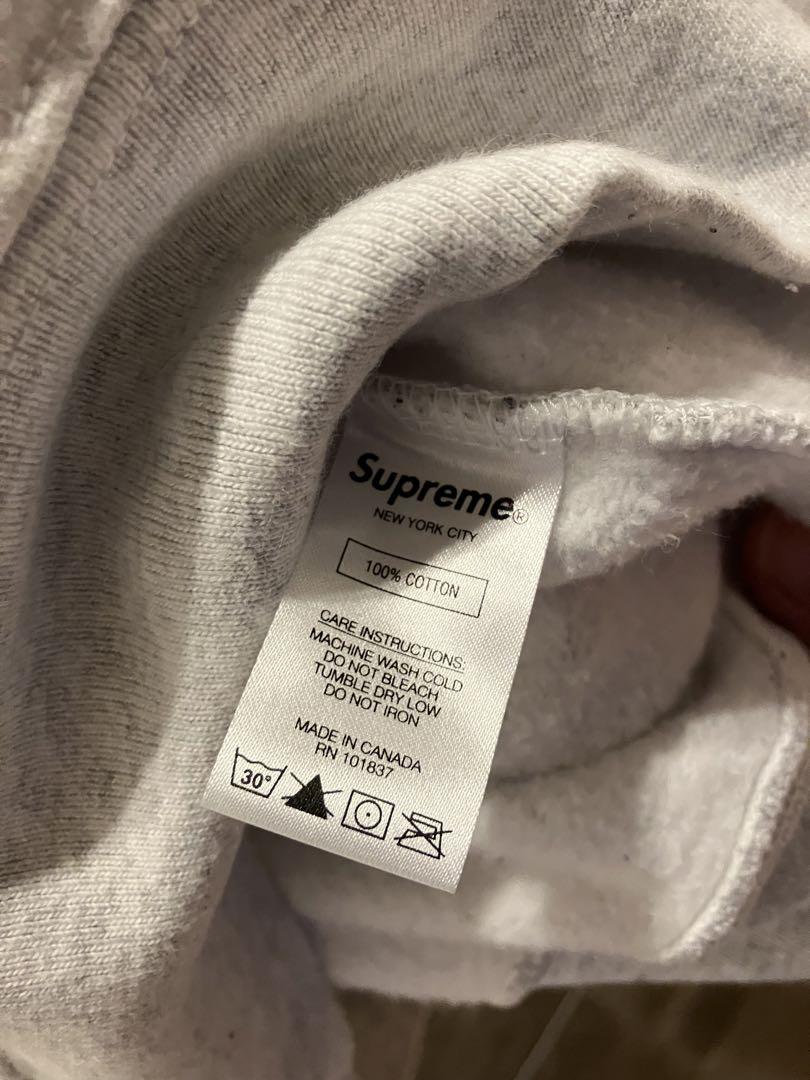 Supreme®
NEW YORK CITY
100% COTTON
CARE INSTRUCTIONS:
MACHINE WASH COLD
DO NOT BLEACH
TUMBLE DRY LOW
DO NOT IRON
MADE IN CANADA
RN 101837
30°